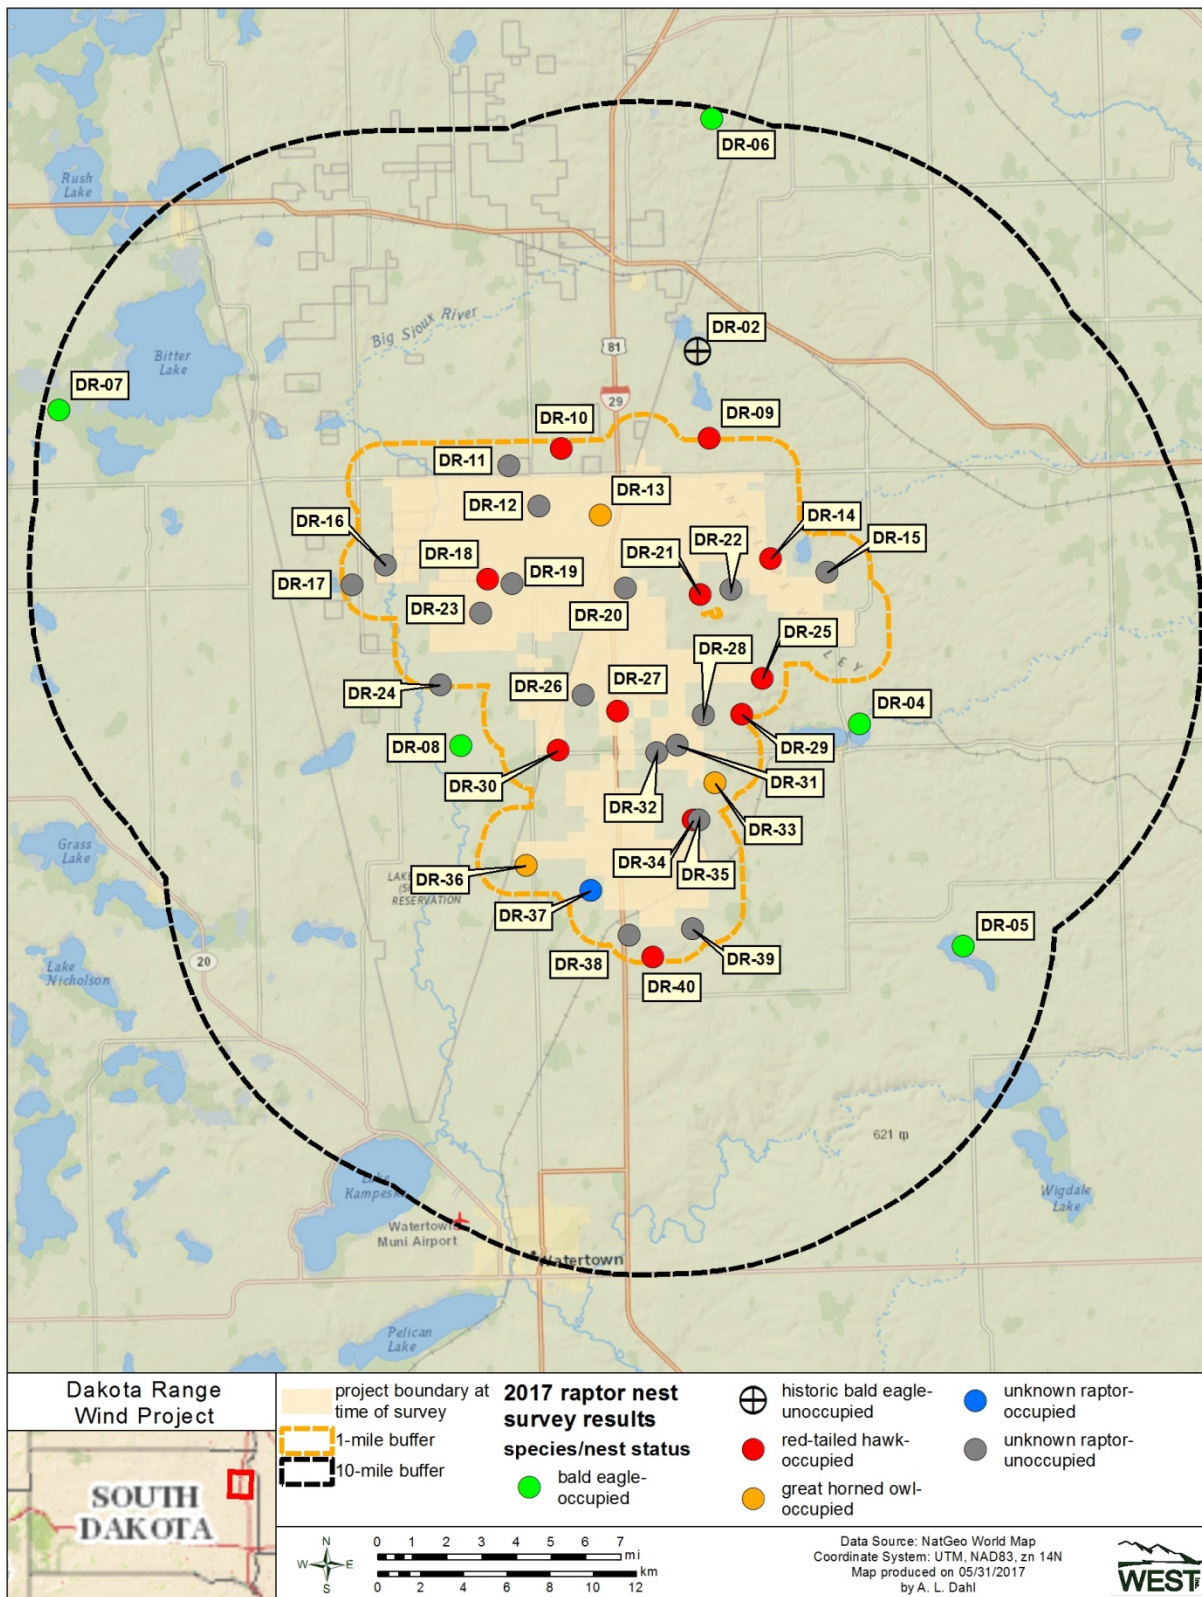 DR-06
Rush
Lake
Big Sioux River
DR-02
81
Bitter
Lake
DR-07
29
DR-10
DR-09
DR-11
DR-13
DR-12
DR-16
DR-14
DR-22
DR-15
DR-18
DR-21
DR-19
DR-17
DR-23
DR-20
DR-28
DR-25
DR-24
DR-26
DR-27
DR-04
DR-08
DR-29
DR-30
DR-31
DR-32
DR-33
Grass
Lake
DR-34
DR-35
LAKE
DR-36
RESERVATION
DR-37
DR-05
20
Lake
Nicholson
DR-38
DR-39
DR-40
621 m
Lake
Kampeska
Wigdale
Lake
Watertown
Muni Airport
Watertown
Pelican
Lake
Dakota Range
Wind Project
SOUTH
DAKOTA
project boundary at
time of survey
1-mile buffer
10-mile buffer
2017 raptor nest
survey results
species/nest status
bald eagle-
occupied
historic bald eagle-
unoccupied
red-tailed hawk-
occupied
great horned owl-
occupied
unknown raptor-
occupied
unknown raptor-
unoccupied
N
W E
S
0 1 2 3 4 5 6 7
mi
km
0 2 4 6 8 10 12
Data Source: NatGeo World Map
Coordinate System: UTM, NAD83, zn 14N
Map produced on 05/31/2017
by A. L. Dahl
WEST